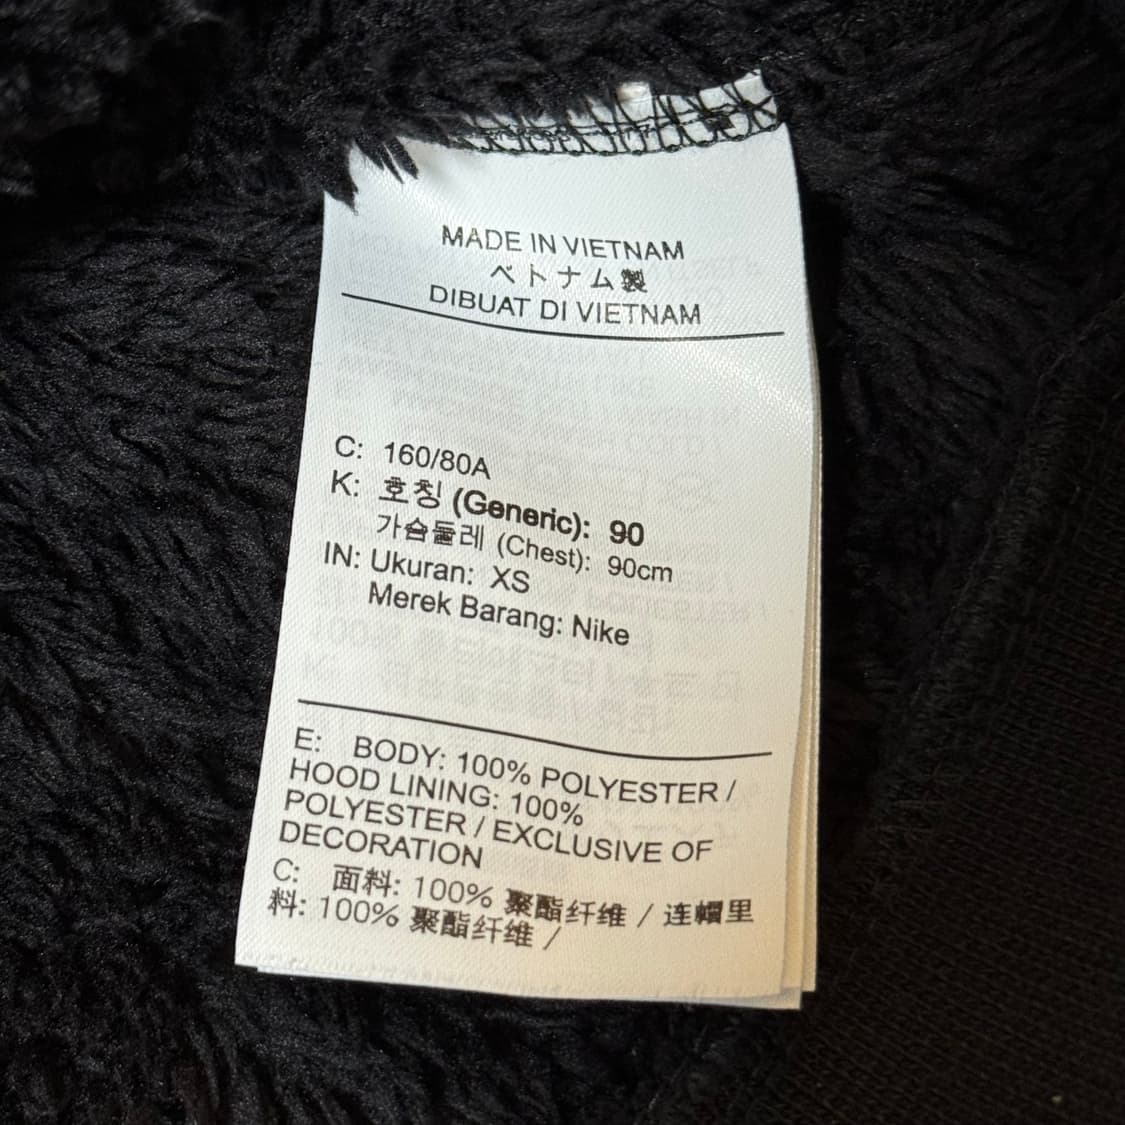 MADE IN VIETNAM
ベトナム製
DIBUAT DI VIETNAM
C: 160/80A
K: 호칭 (Generic): 90
가슴둘레 (Chest): 90cm
IN: Ukuran: XS
Merek Barang: Nike
E: BODY: 100% POLYESTER /
HOOD LINING: 100%
POLYESTER / EXCLUSIVE OF
DECORATION
C: 面料: 100% 聚酯纤维 / 连帽里
料: 100% 聚酯纤维 /